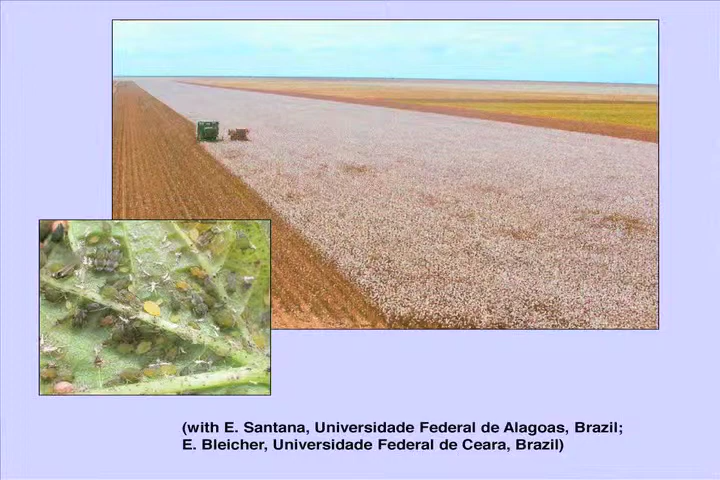 (with E. Santana, Universidade Federal de Alagoas, Brazil;
E. Bleicher, Universidade Federal de Ceara, Brazil)